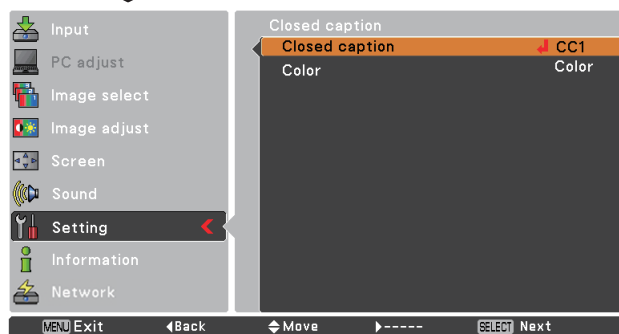 Input
PC adjust
Image select
Image adjust
Screen
Sound
Setting
Information
Network
Closed caption
Closed caption CC1
Color Color
MENU Exit ◀Back ◆Move ▶----- SELECT Next